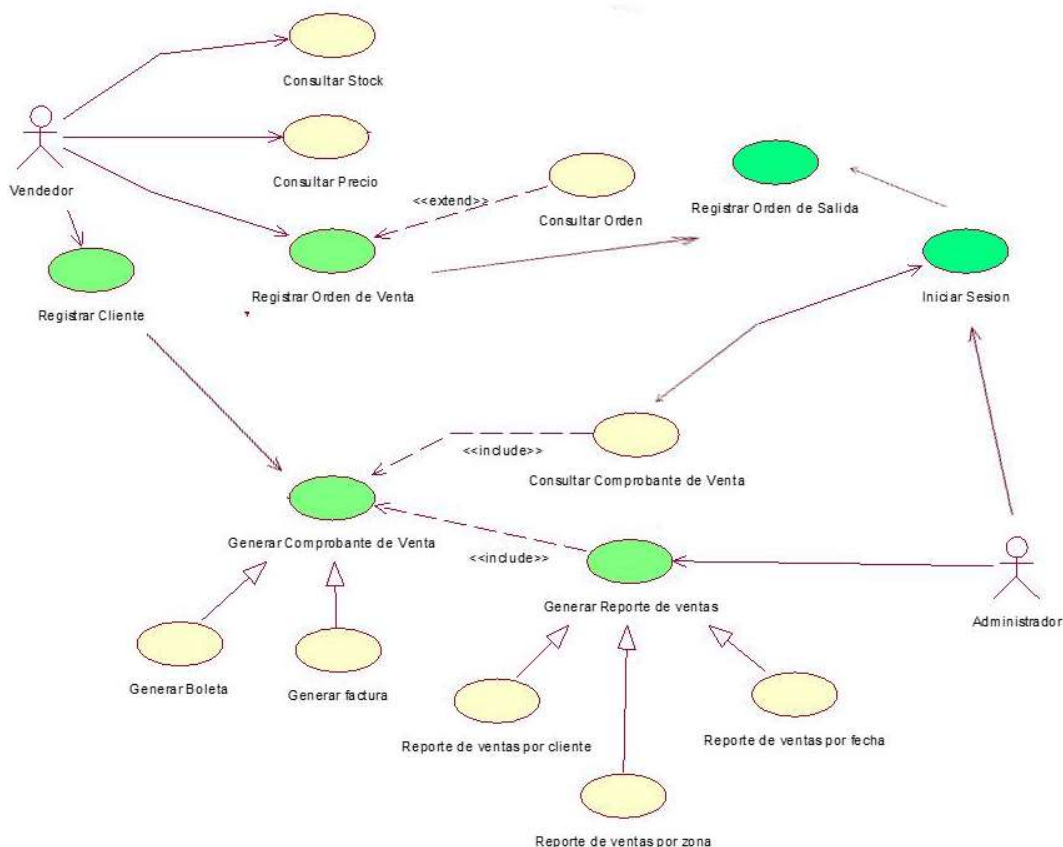 Consultar Stock
Consultar Precio
Vendedor
<<extend>>
Consultar Orden
Registrar Orden de Salida
Registrar Cliente
Registrar Orden de Venta
Iniciar Sesion
<<include>>
Consultar Comprobante de Venta
Generar Comprobante de Venta
<<include>>
Generar Reporte de ventas
Administrador
Generar Boleta
Generar factura
Reporte de ventas por cliente
Reporte de ventas por fecha
Reporte de ventas por zona